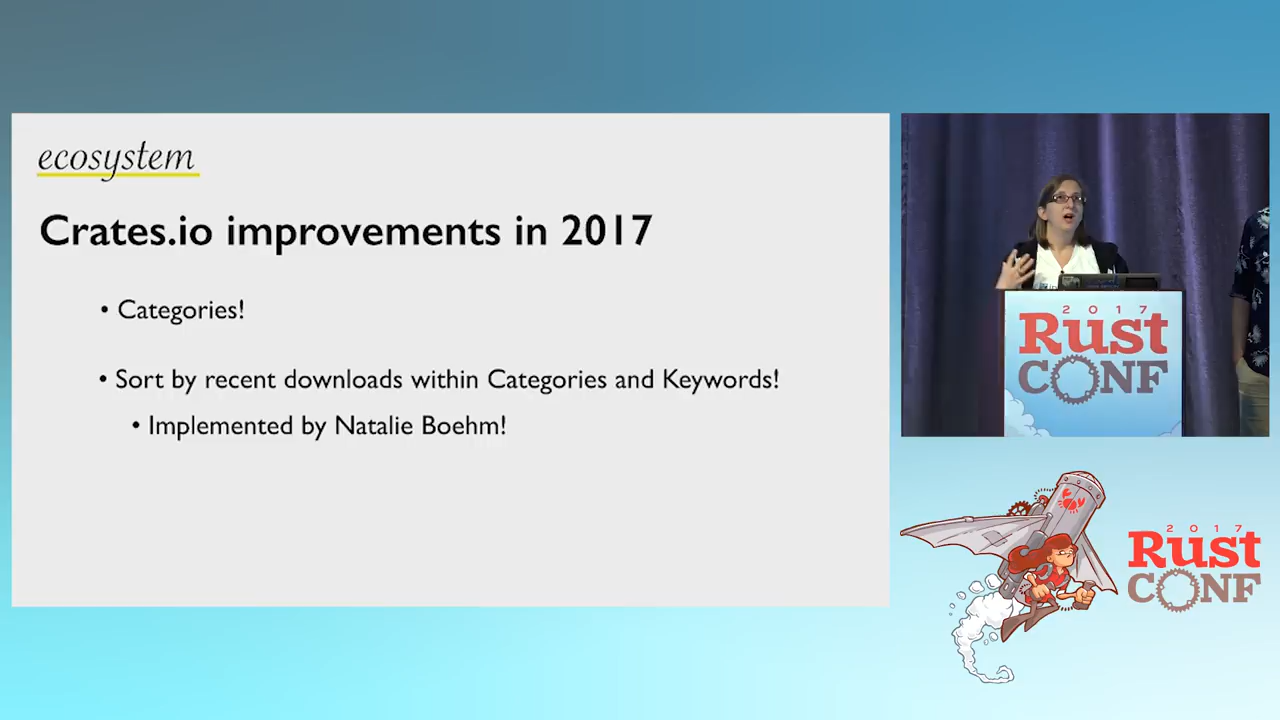 ecosystem
Crates.io improvements in 2017
• Categories!
• Sort by recent downloads within Categories and Keywords!
• Implemented by Natalie Boehm!
2017
Rust
CONF
2017
Rust
CONF